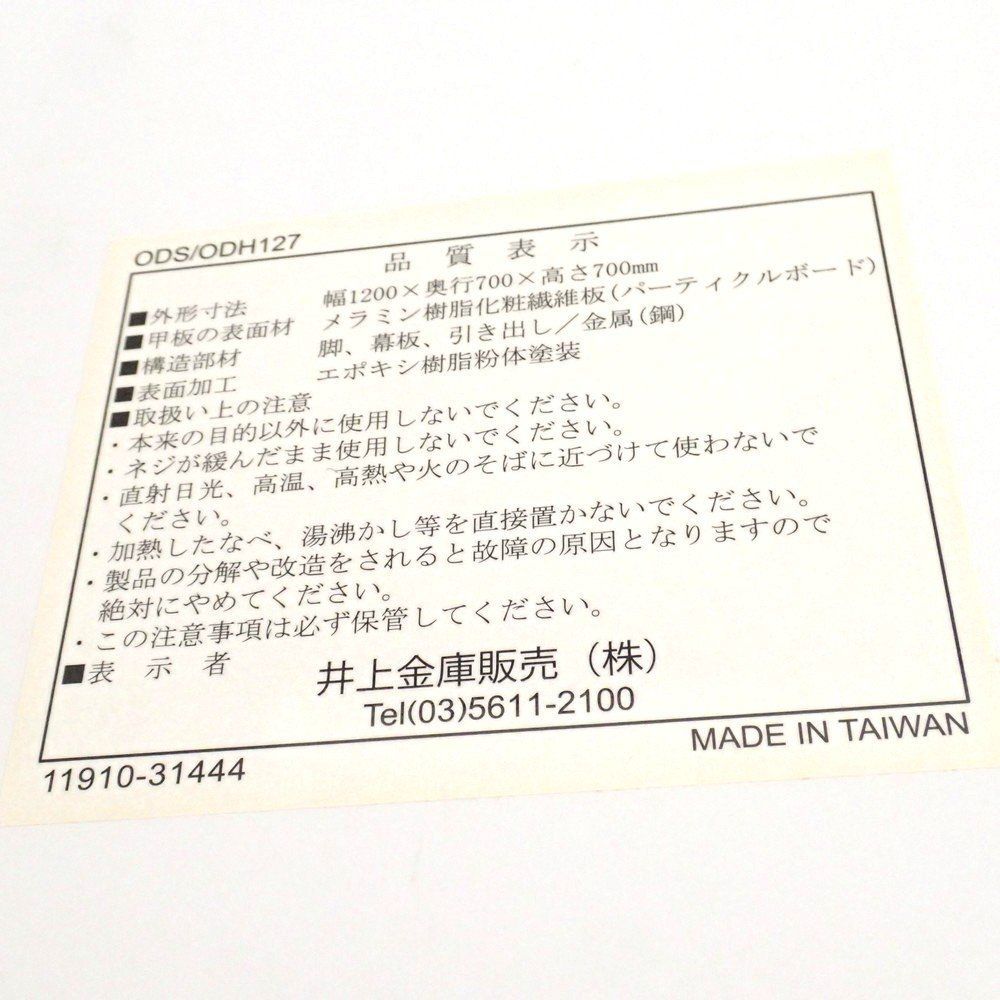 ODS/ODH127
品質表示
■外形寸法 幅1200×奥行700×高さ700mm
■甲板の表面材 メラミン樹脂化粧繊維板(パーティクルボード)
■構造部材 脚、幕板、引き出し/金属(鋼)
■表面加工 エポキシ樹脂粉体塗装
■取扱い上の注意
・本来の目的以外に使用しないでください。
・ネジが緩んだまま使用しないでください。
・直射日光、高温、高熱や火のそばに近づけて使わないで
ください。
・加熱したなべ、湯沸かし等を直接置かないでください。
・製品の分解や改造をされると故障の原因となりますので
絶対にやめてください。
・この注意事項は必ず保管してください。
■表示者 井上金庫販売(株)
Tel(03)5611-2100
11910-31444
MADE IN TAIWAN